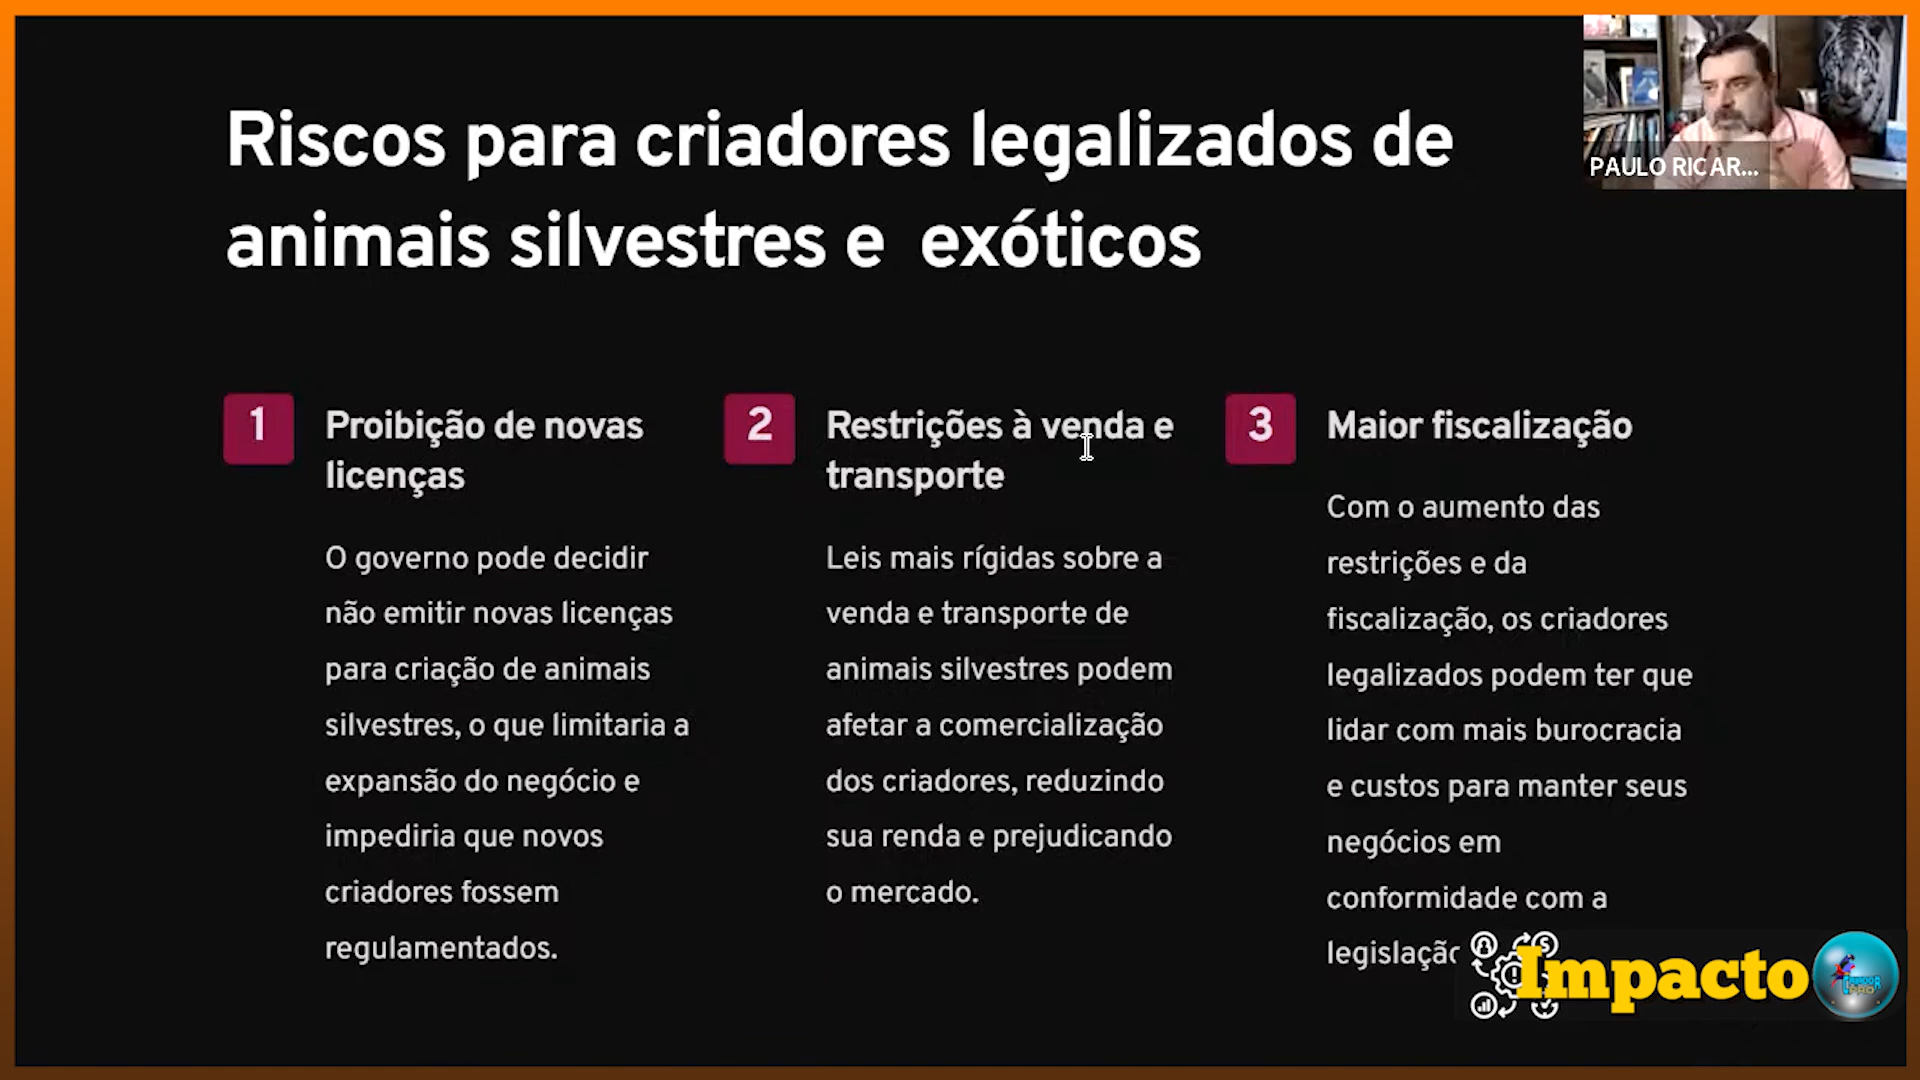 Riscos para criadores legalizados de
animais silvestres e exóticos
PAULO RICAR...
1
Proibição de novas
licenças
O governo pode decidir
não emitir novas licenças
para criação de animais
silvestres, o que limitaria a
expansão do negócio e
impediria que novos
criadores fossem
regulamentados.
2
Restrições à venda e
transporte
Leis mais rígidas sobre a
venda e transporte de
animais silvestres podem
afetar a comercialização
dos criadores, reduzindo
sua renda e prejudicando
o mercado.
3
Maior fiscalização
Com o aumento das
restrições e da
fiscalização, os criadores
legalizados podem ter que
lidar com mais burocracia
e custos para manter seus
negócios em
conformidade com a
legislação
Impacto
CRIADOR
PRO